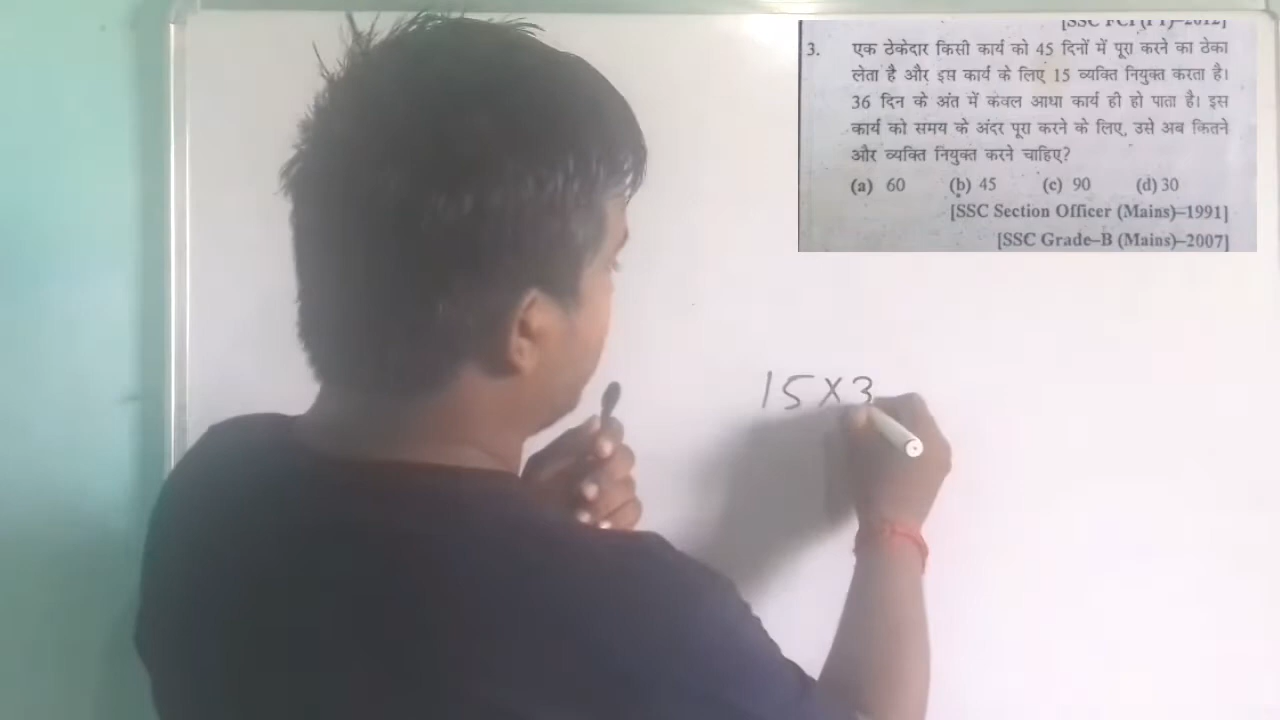 3. एक ठेकेदार किसी कार्य को 45 दिनों में पूरा करने का ठेका
लेता है और इस कार्य के लिए 15 व्यक्ति नियुक्त करता है।
36 दिन के अंत में केवल आधा कार्य ही हो पाता है। इस
कार्य को समय के अंदर पूरा करने के लिए, उसे अब कितने
और व्यक्ति नियुक्त करने चाहिए?
(a) 60 (b) 45 (c) 90 (d) 30
[SSC Section Officer (Mains)–1991]
[SSC Grade–B (Mains)–2007]
15 × 3